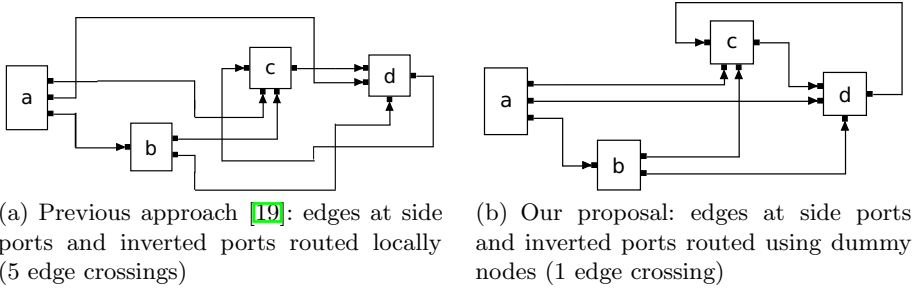 a
b
c
d
a
b
c
d
(a) Previous approach [19]: edges at side
ports and inverted ports routed locally
(5 edge crossings)
(b) Our proposal: edges at side ports
and inverted ports routed using dummy
nodes (1 edge crossing)